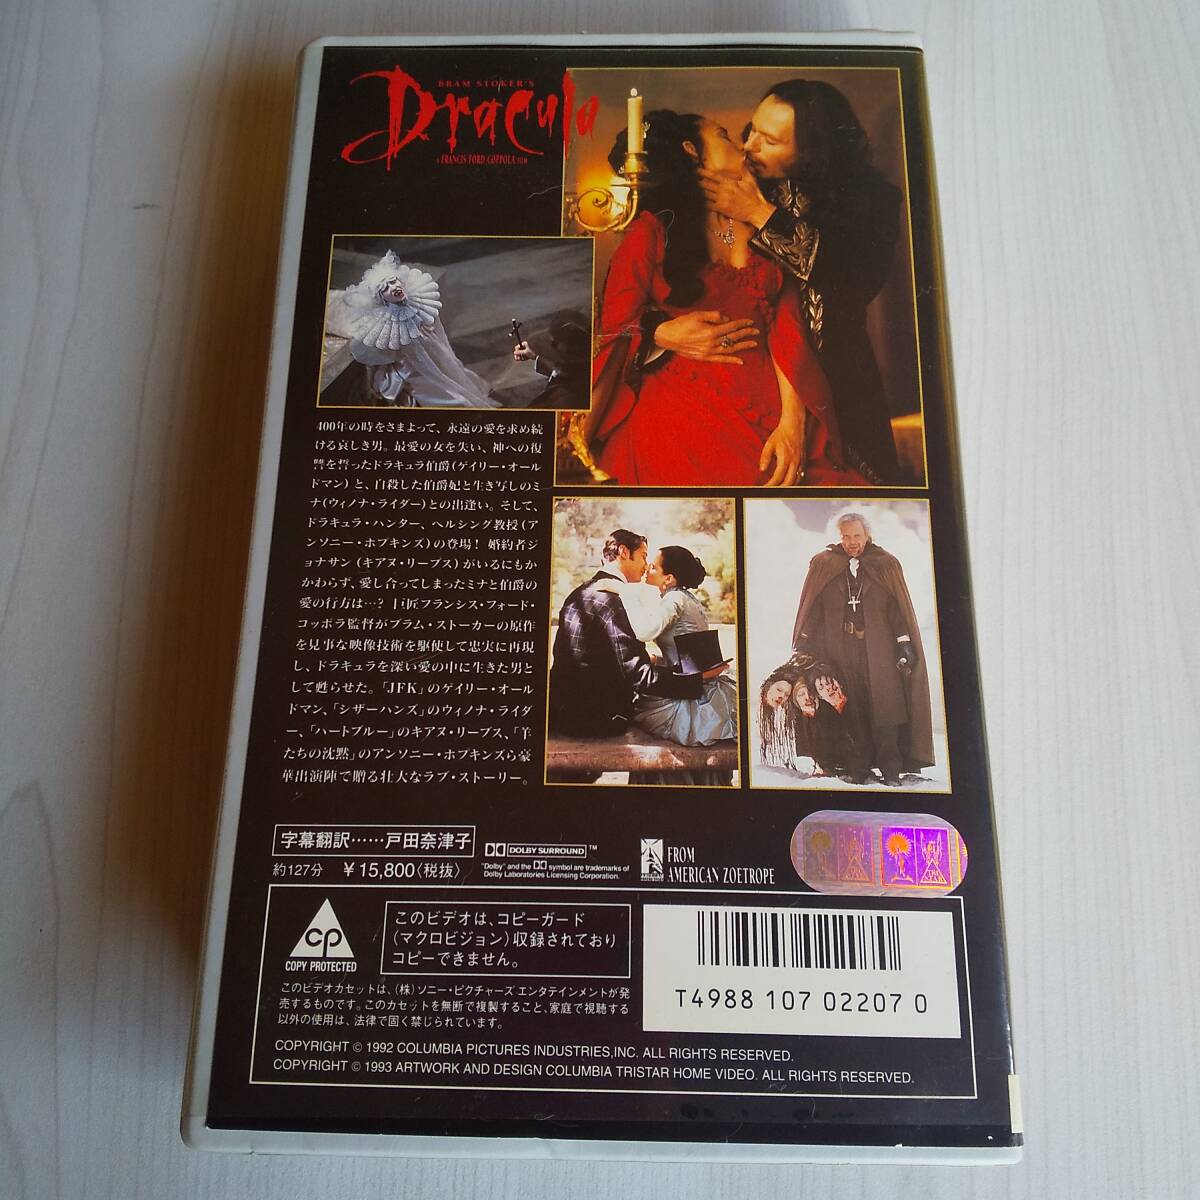 BRAM STOKER'S
Dracula
A FRANCIS FORD COPPOLA FILM
400年の時をさまよって、永遠の愛を求め続
ける哀しき男。最愛の女を失い、神への復
讐を誓ったドラキュラ伯爵(ゲイリー・オール
ドマン)と、自殺した伯爵妃と生き写しのミ
ナ(ウィノナ・ライダー)との出逢い。そして、
ドラキュラ・ハンター、ヘルシング教授(ア
ンソニー・ホプキンズ)の登場! 婚約者ジ
ョナサン(キアヌ・リーブス)がいるにもか
かわらず、愛し合ってしまったミナと伯爵の
愛の行方は…? 巨匠フランシス・フォード・
コッポラ監督がブラム・ストーカーの原作
を見事な映像技術を駆使して忠実に再現
し、ドラキュラを深い愛の中に生きた男と
して甦らせた。「JFK」のゲイリー・オール
ドマン、「シザーハンズ」のウィノナ・ライダ
ー、「ハートブルー」のキアヌ・リーブス、「羊
たちの沈黙」のアンソニー・ホプキンズら豪
華出演陣で贈る壮大なラブ・ストーリー。
字幕翻訳……戸田奈津子
約127分 ¥15,800〈税抜〉
DOLBY SURROUND TM
"Dolby" and the symbol are trademarks of
Dolby Laboratories Licensing Corporation.
FROM
AMERICAN ZOETROPE
CP
COPY PROTECTED
このビデオは、コピーガード
(マクロビジョン)収録されており
コピーできません。
このビデオカセットは、(株)ソニー・ピクチャーズ エンタテインメントが発
売するものです。このカセットを無断で複製すること、家庭で視聴する
以外の使用は、法律で固く禁じられています。
T4988 107 02207 0
COPYRIGHT © 1992 COLUMBIA PICTURES INDUSTRIES,INC. ALL RIGHTS RESERVED.
COPYRIGHT © 1993 ARTWORK AND DESIGN COLUMBIA TRISTAR HOME VIDEO. ALL RIGHTS RESERVED.